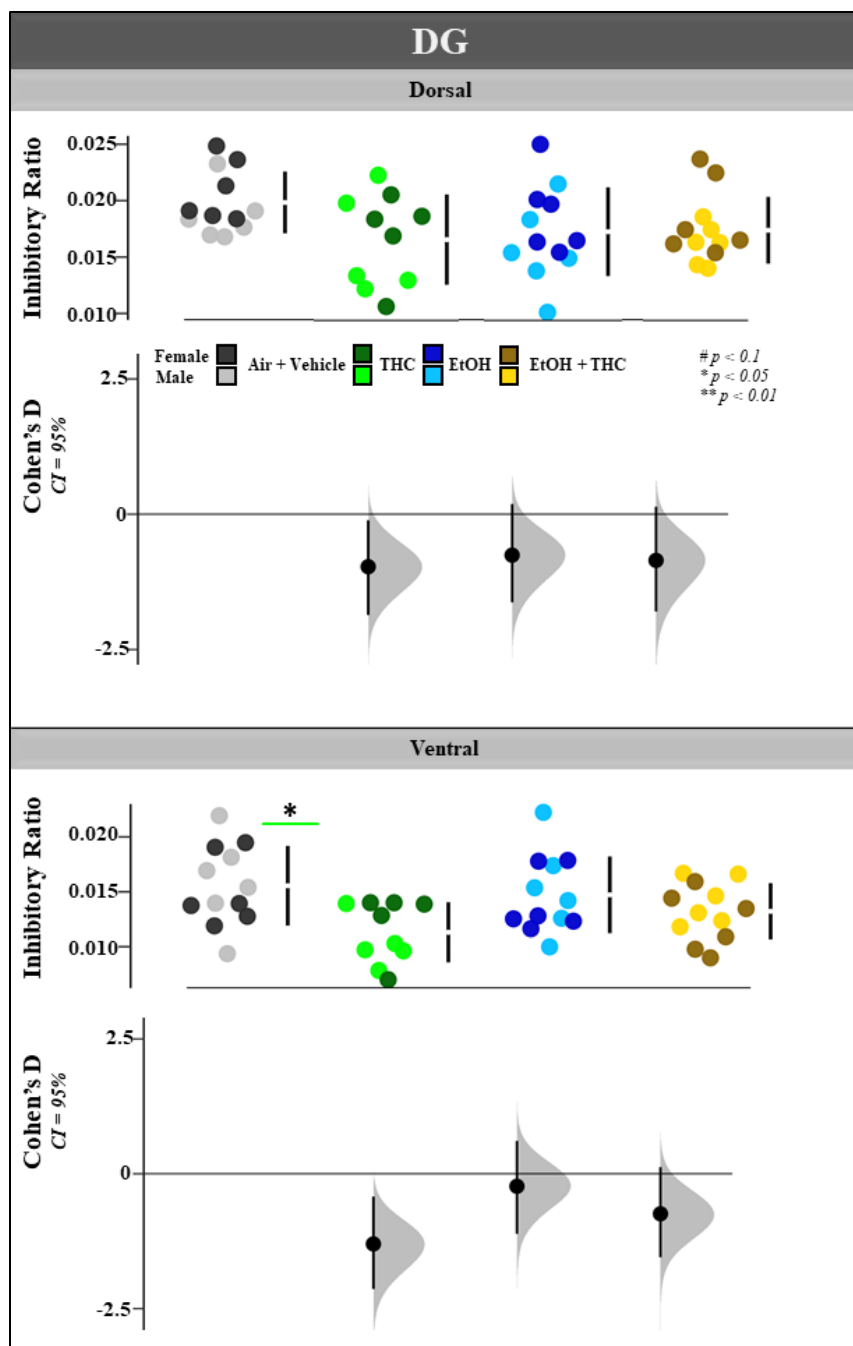 DG
Dorsal
Inhibitory Ratio
0.025
0.020
0.015
0.010
Female
Male
Air + Vehicle
THC
EtOH
EtOH + THC
# p < 0.1
* p < 0.05
** p < 0.01
Cohen's D
CI = 95%
2.5
0
-2.5
Ventral
Inhibitory Ratio
0.020
0.015
0.010
*
Cohen's D
CI = 95%
2.5
0
-2.5